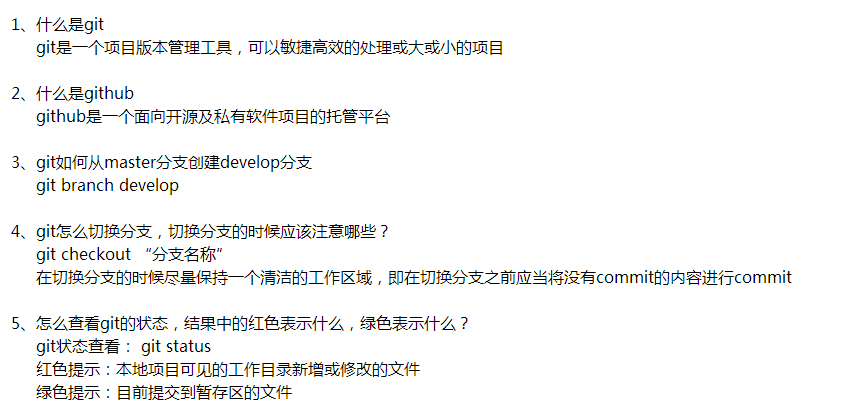 1、什么是git
git是一个项目版本管理工具，可以敏捷高效的处理或大或小的项目
2、什么是github
github是一个面向开源及私有软件项目的托管平台
3、git如何从master分支创建develop分支
git branch develop
4、git怎么切换分支，切换分支的时候应该注意哪些？
git checkout “分支名称“
在切换分支的时候尽量保持一个清洁的工作区域，即在切换分支之前应当将没有commit的内容进行commit
5、怎么查看git的状态，结果中的红色表示什么，绿色表示什么？
git状态查看： git status
红色提示：本地项目可见的工作目录新增或修改的文件
绿色提示：目前提交到暂存区的文件